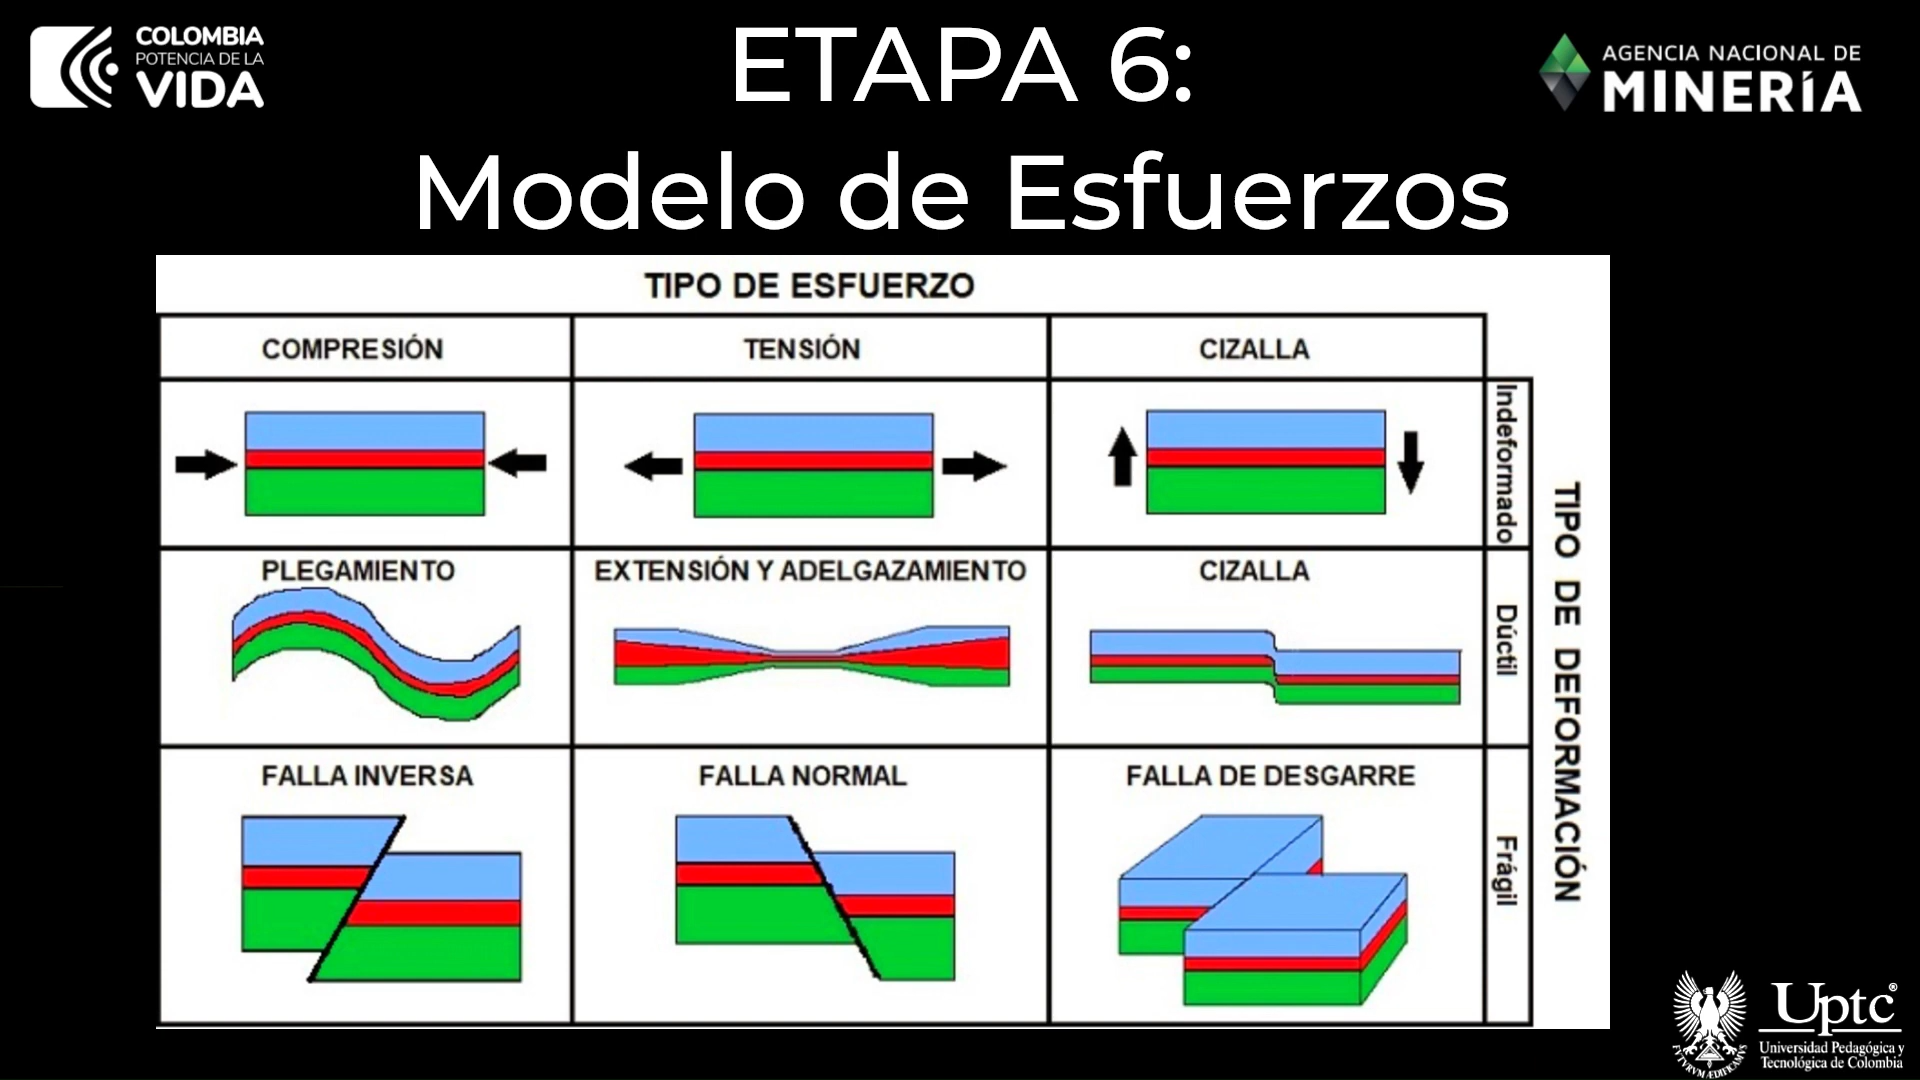 COLOMBIA
POTENCIA DE LA
VIDA
ETAPA 6:
Modelo de Esfuerzos
AGENCIA NACIONAL DE
MINERÍA
TIPO DE ESFUERZO
COMPRESIÓN
TENSIÓN
CIZALLA
Indeformado
PLEGAMIENTO
EXTENSIÓN Y ADELGAZAMIENTO
CIZALLA
Dúctil
FALLA INVERSA
FALLA NORMAL
FALLA DE DESGARRE
Frágil
TIPO DE DEFORMACIÓN
Uptc®
Universidad Pedagógica y
Tecnológica de Colombia